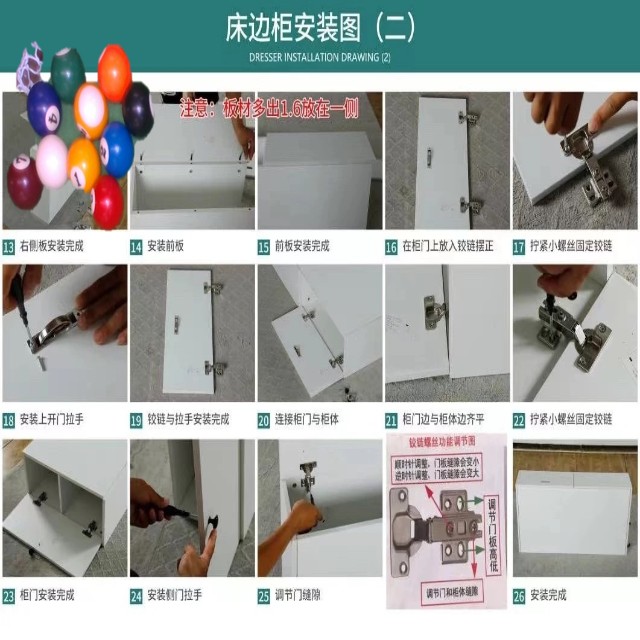 床边柜安装图（二）
DRESSER INSTALLATION DRAWING (2)
注意：板材多出1.6放在一侧
13 右侧板安装完成
14 安装前板
15 前板安装完成
16 在柜门上放入铰链摆正
17 拧紧小螺丝固定铰链
18 安装上开门拉手
19 铰链与拉手安装完成
20 连接柜门与柜体
21 柜门边与柜体边齐平
22 拧紧小螺丝固定铰链
铰链螺丝功能调节图
顺时针调整，门板缝隙会变小
逆时针调整，门板缝隙会变大
调节门板高低
调节门和柜体缝隙
23 柜门安装完成
24 安装侧门拉手
25 调节门缝隙
26 安装完成